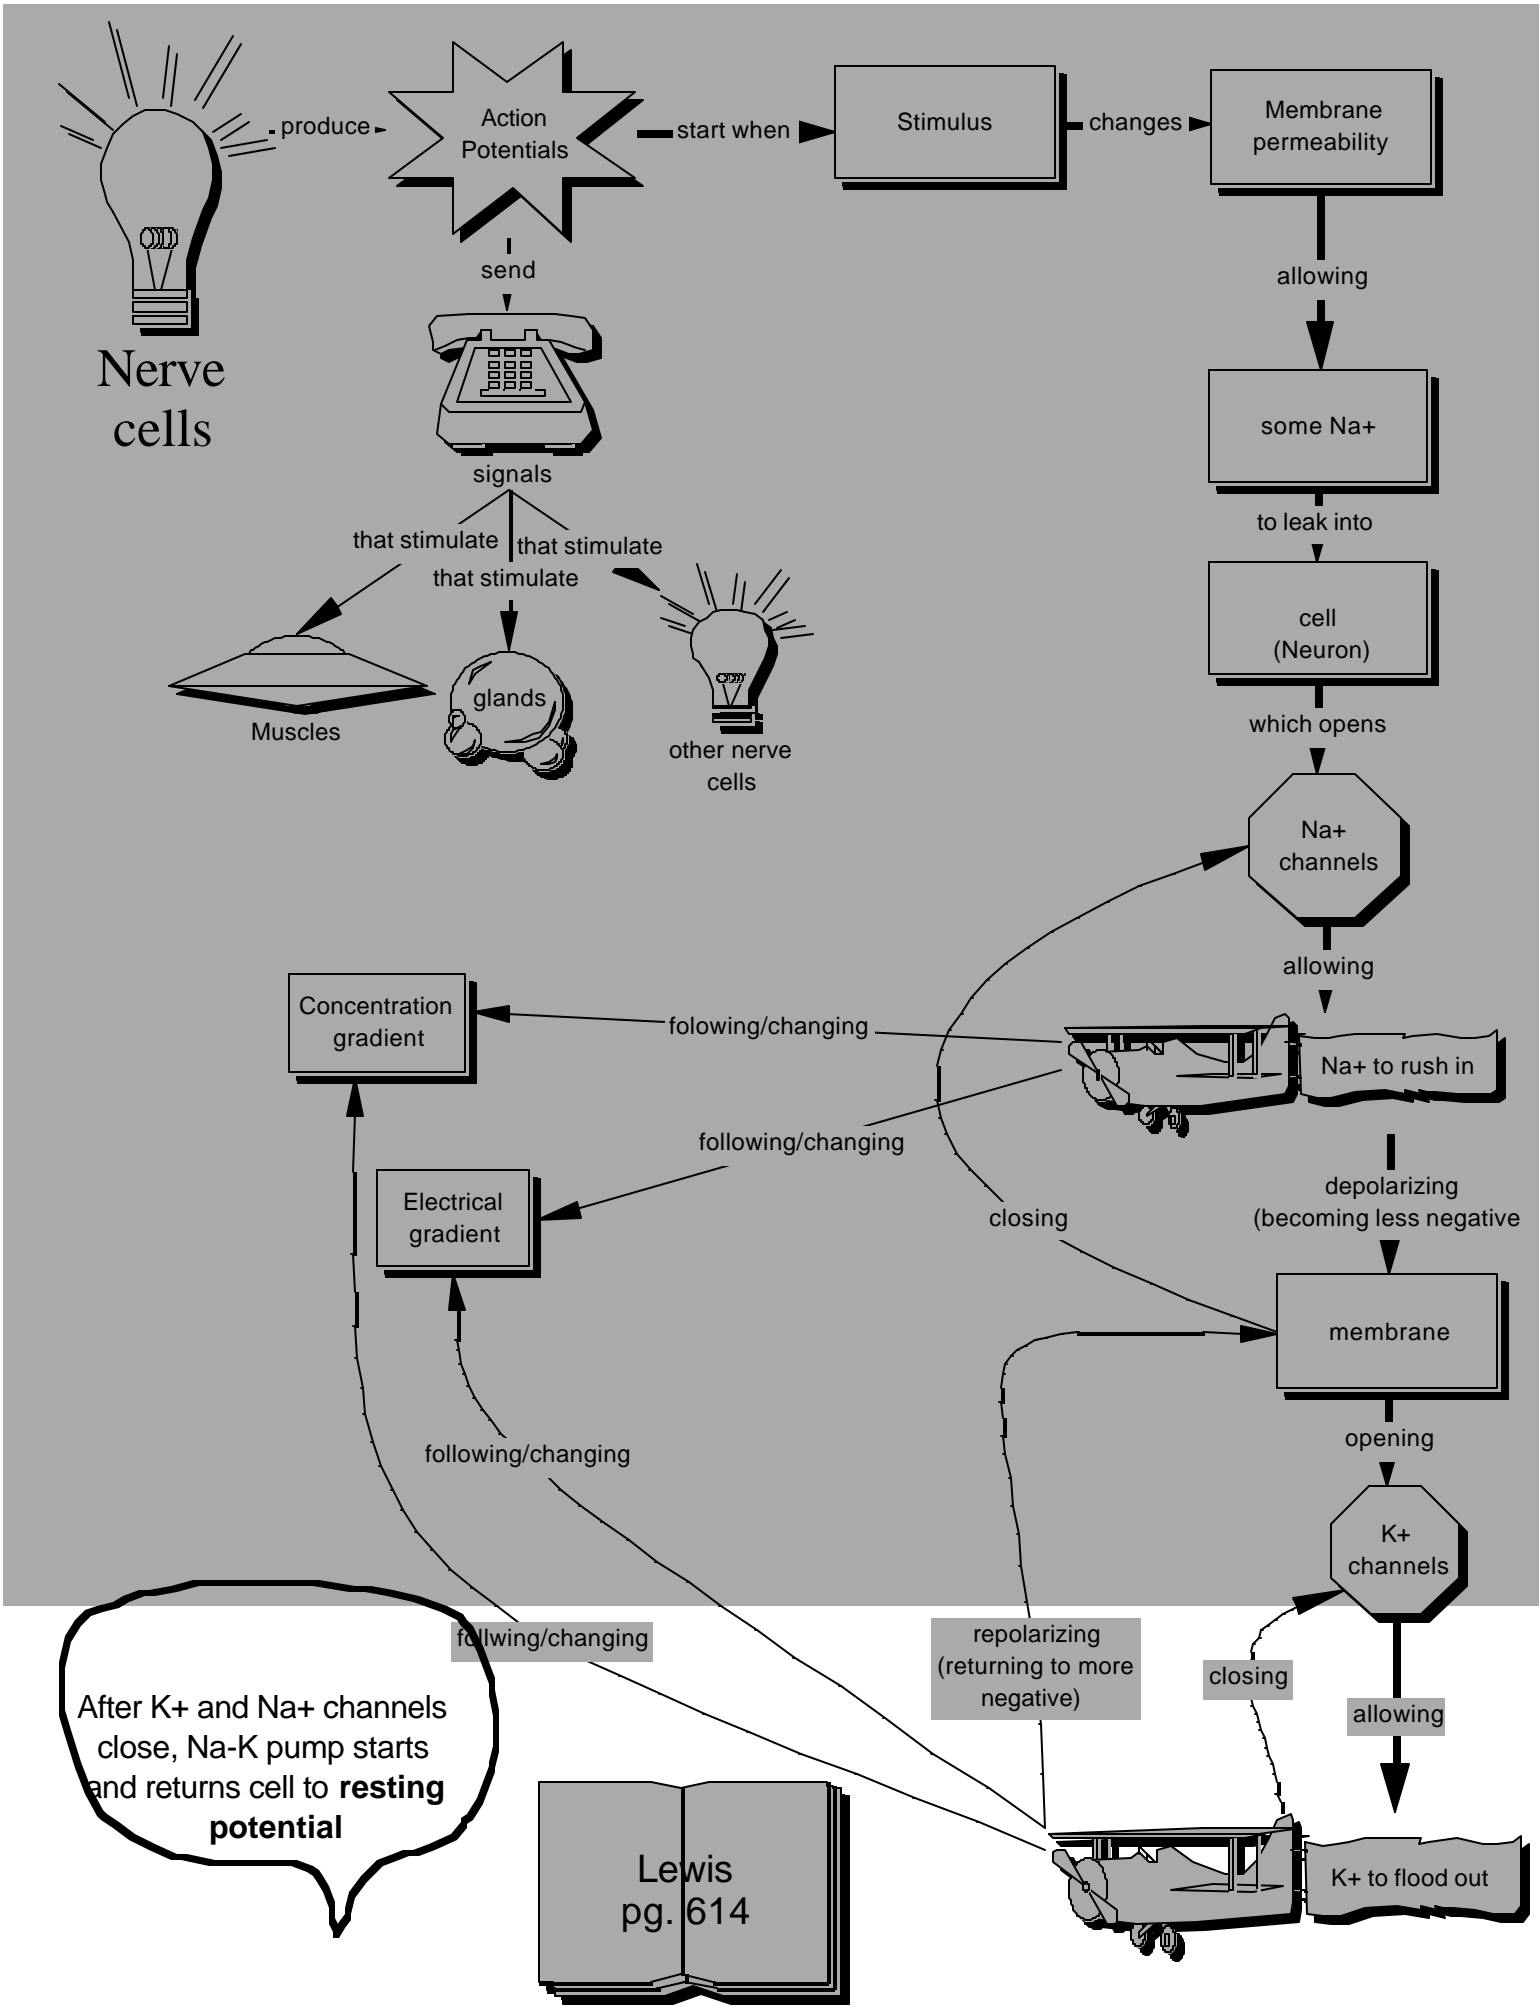 produce
Action
Potentials
start when
Stimulus
changes
Membrane
permeability
send
allowing
Nerve
cells
signals
some Na+
that stimulate
that stimulate
that stimulate
to leak into
cell
(Neuron)
Muscles
glands
other nerve
cells
which opens
Na+
channels
allowing
Concentration
gradient
folowing/changing
Na+ to rush in
following/changing
Electrical
gradient
closing
depolarizing
(becoming less negative
membrane
following/changing
opening
K+
channels
follwing/changing
repolarizing
(returning to more
negative)
closing
allowing
After K+ and Na+ channels
close, Na-K pump starts
and returns cell to resting
potential
Lewis
pg. 614
K+ to flood out